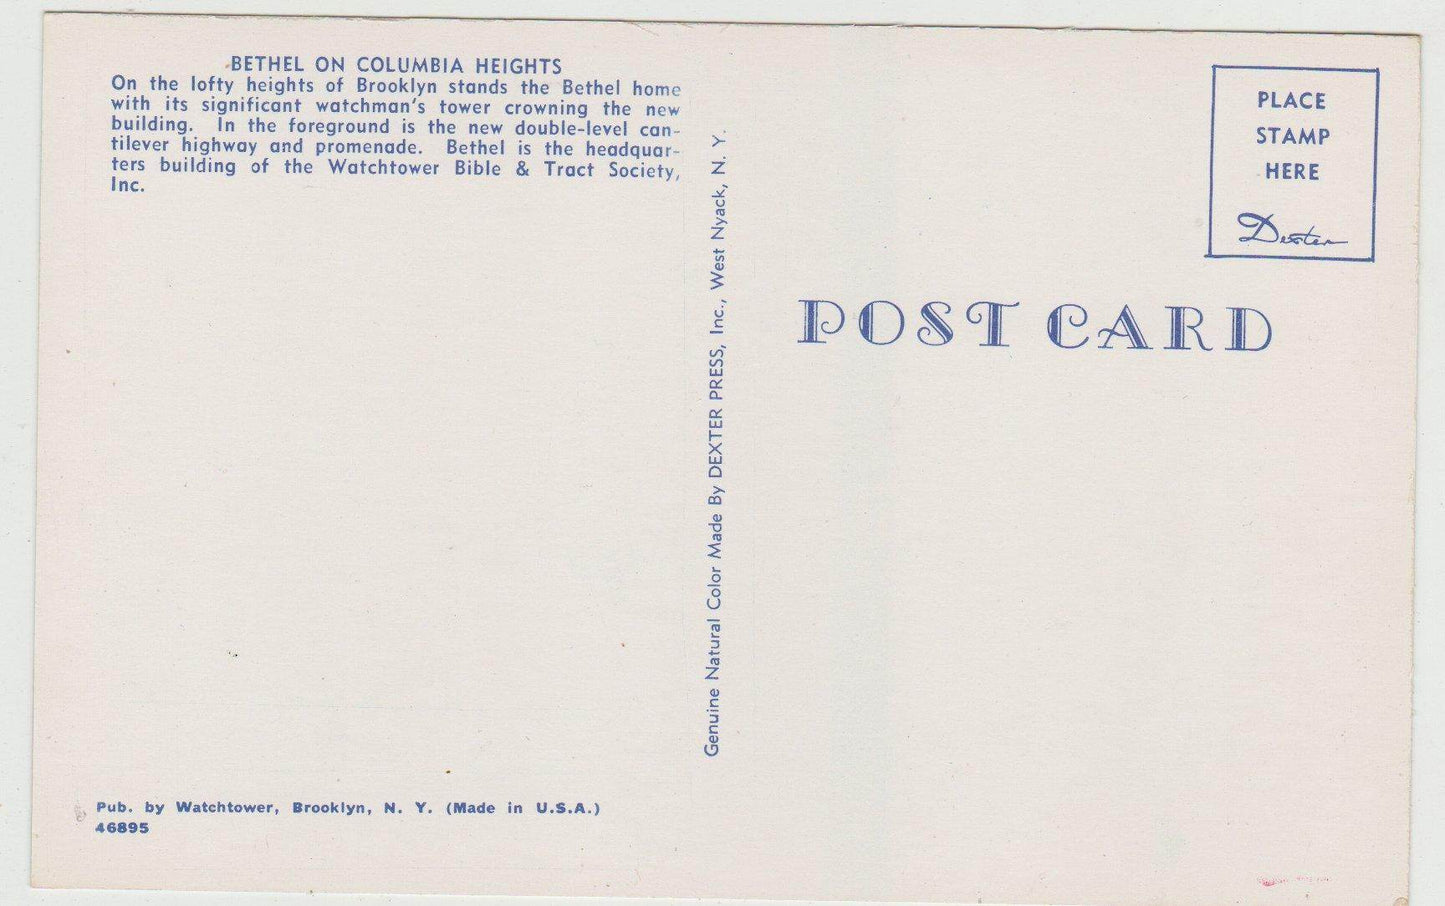 BETHEL ON COLUMBIA HEIGHTS
On the lofty heights of Brooklyn stands the Bethel home
with its significant watchman's tower crowning the new
building. In the foreground is the new double-level can-
tilever highway and promenade. Bethel is the headquar-
ters building of the Watchtower Bible & Tract Society,
Inc.
Pub. by Watchtower, Brooklyn, N. Y. (Made in U.S.A.)
46895
Genuine Natural Color Made By DEXTER PRESS, Inc., West Nyack, N. Y.
PLACE
STAMP
HERE
Dexter
POST CARD